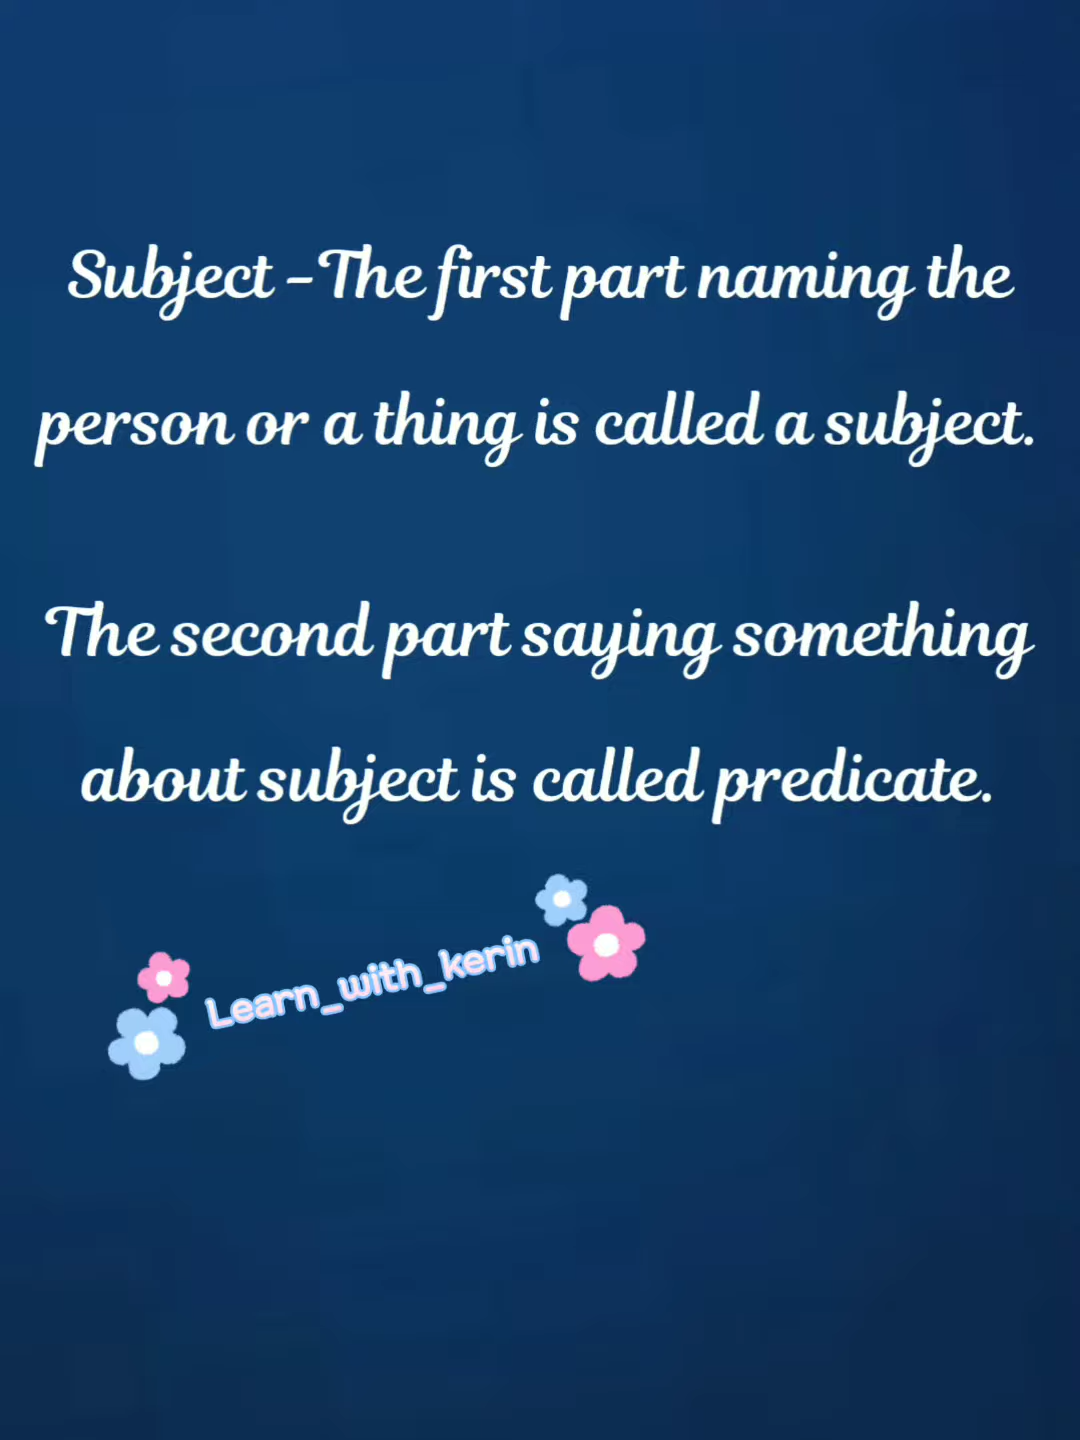 Subject -The first part naming the
person or a thing is called a subject.
The second part saying something
about subject is called predicate.
Learn_with_kerin